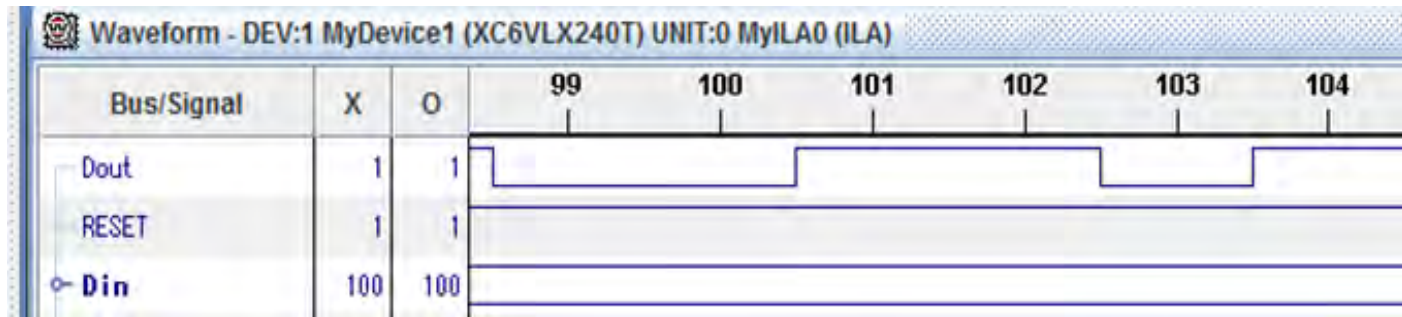 Waveform - DEV:1 MyDevice1 (XC6VLX240T) UNIT:0 MyILA0 (ILA)
Bus/Signal X O 99 100 101 102 103 104
Dout 1 1
RESET 1 1
Din 100 100